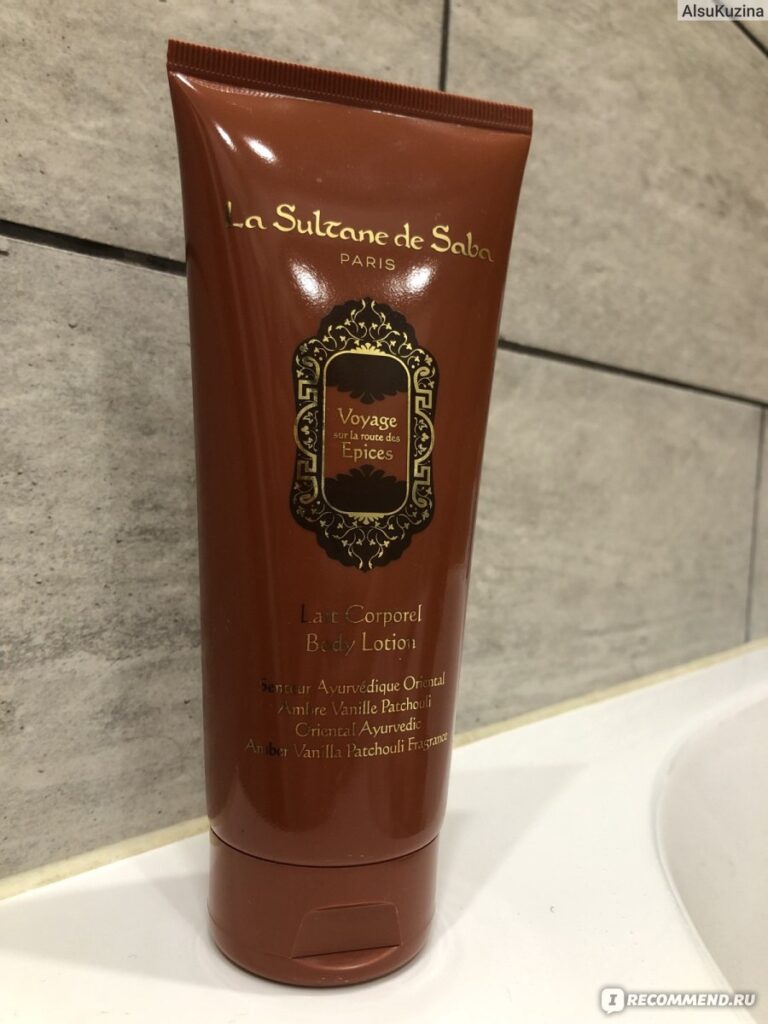 AlsuKuzina
La Sultane de Saba
PARIS
Voyage
sur la route des
Epices
Lait Corporel
Body Lotion
Senteur Ayurvédique Oriental
Ambre Vanille Patchouli
Oriental Ayurvedic
Amber Vanilla Patchouli Fragrance
I RECOMMEND.RU